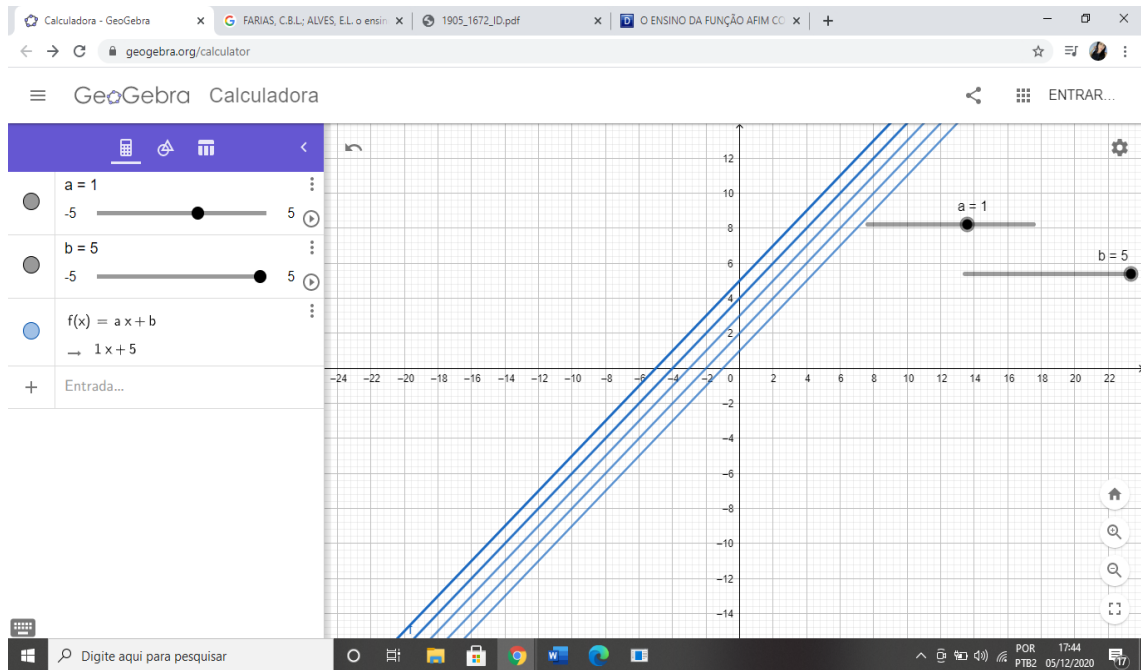 Calculadora - GeoGebra
FARIAS, C.B.L.; ALVES, E.L. o ensin
1905_1672_ID.pdf
O ENSINO DA FUNÇÃO AFIM CO
geogebra.org/calculator
GeoGebra Calculadora
ENTRAR...
a = 1
-5 5
b = 5
-5 5
f(x) = a x + b
→ 1 x + 5
Entrada...
12
10
8
6
4
2
-24 -22 -20 -18 -16 -14 -12 -10 -8 -6 -4 -2 0 2 4 6 8 10 12 14 16 18 20 22
-2
-4
-6
-8
-10
-12
-14
f
a = 1
b = 5
Digite aqui para pesquisar
POR 17:44
PTB2 05/12/2020
17